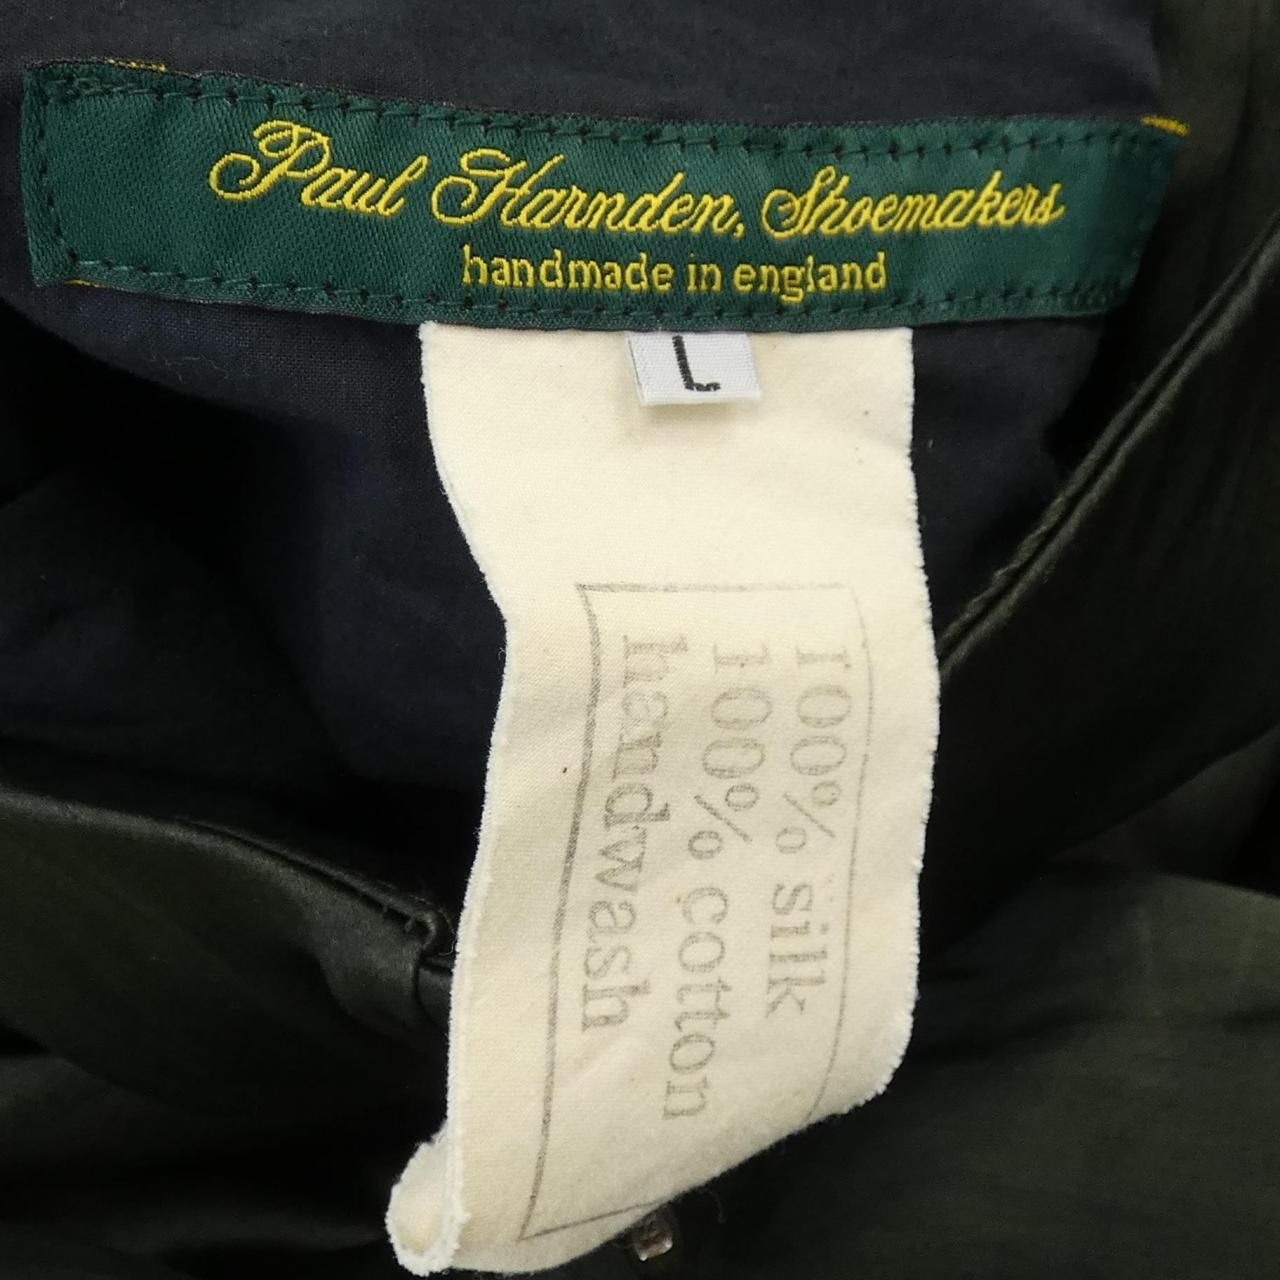 Paul Harnden, Shoemakers
handmade in england
L
100% silk
100% cotton
handwash